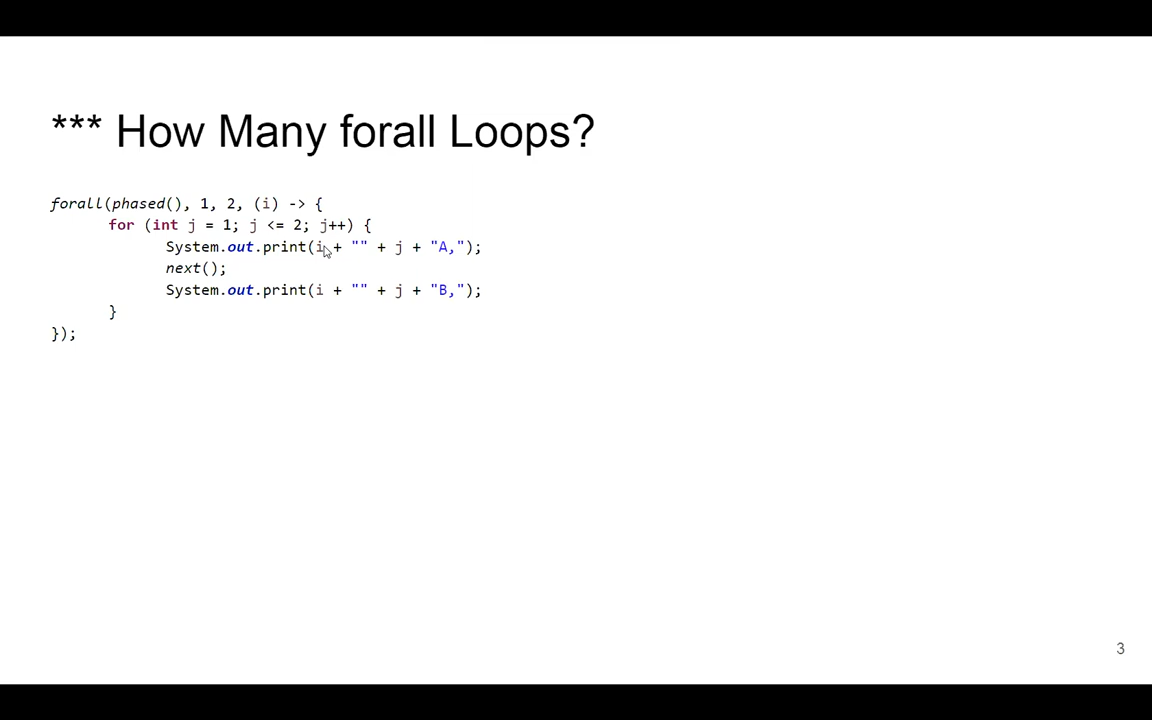 *** How Many forall Loops?
forall(phased(), 1, 2, (i) -> {
for (int j = 1; j <= 2; j++) {
System.out.print(i + "" + j + "A,");
next();
System.out.print(i + "" + j + "B,");
}
});
3